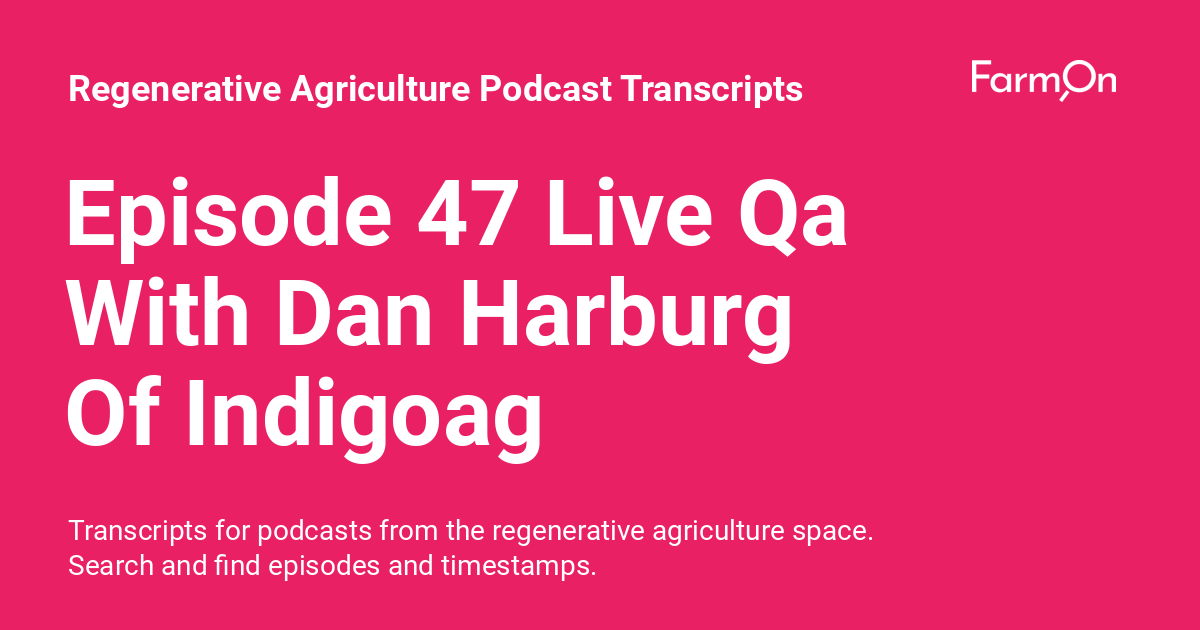 Regenerative Agriculture Podcast Transcripts
FarmOn
Episode 47 Live Qa
With Dan Harburg
Of Indigoag
Transcripts for podcasts from the regenerative agriculture space.
Search and find episodes and timestamps.